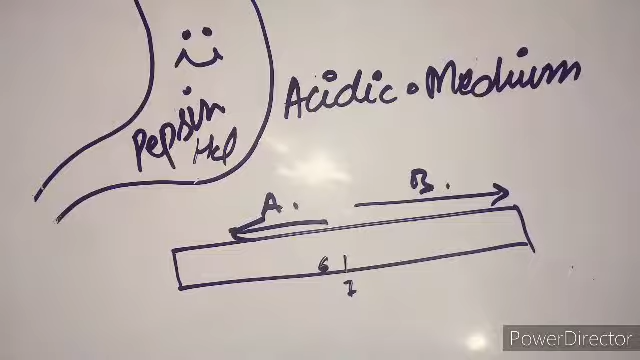 Acidic . Medium
Pepsin
Hcl
A.
B.
6
7
PowerDirector